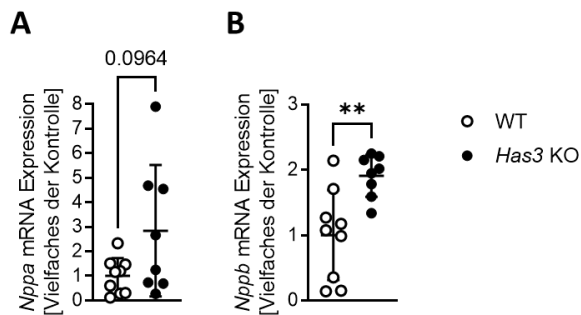 A
B
0.0964
Nppa mRNA Expression
[Vielfaches der Kontrolle]
8
7
6
5
4
3
2
1
0
**
Nppb mRNA Expression
[Vielfaches der Kontrolle]
3
2
1
0
WT
Has3 KO